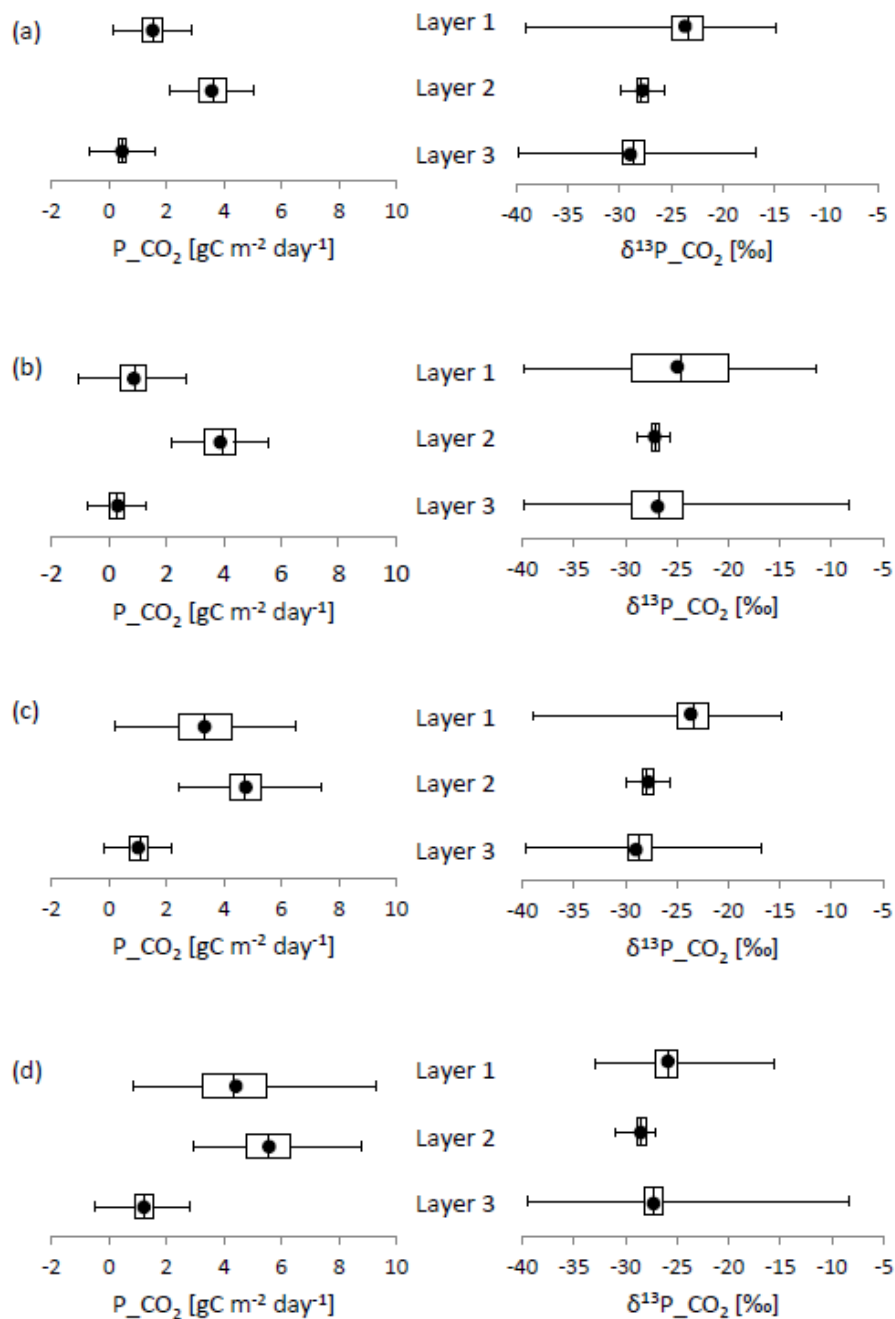 (a)
Layer 1
Layer 2
Layer 3
-2 0 2 4 6 8 10
-40 -35 -30 -25 -20 -15 -10 -5
P_CO₂ [gC m⁻² day⁻¹]
δ¹³P_CO₂ [‰]
(b)
Layer 1
Layer 2
Layer 3
-2 0 2 4 6 8 10
-40 -35 -30 -25 -20 -15 -10 -5
P_CO₂ [gC m⁻² day⁻¹]
δ¹³P_CO₂ [‰]
(c)
Layer 1
Layer 2
Layer 3
-2 0 2 4 6 8 10
-40 -35 -30 -25 -20 -15 -10 -5
P_CO₂ [gC m⁻² day⁻¹]
δ¹³P_CO₂ [‰]
(d)
Layer 1
Layer 2
Layer 3
-2 0 2 4 6 8 10
-40 -35 -30 -25 -20 -15 -10 -5
P_CO₂ [gC m⁻² day⁻¹]
δ¹³P_CO₂ [‰]